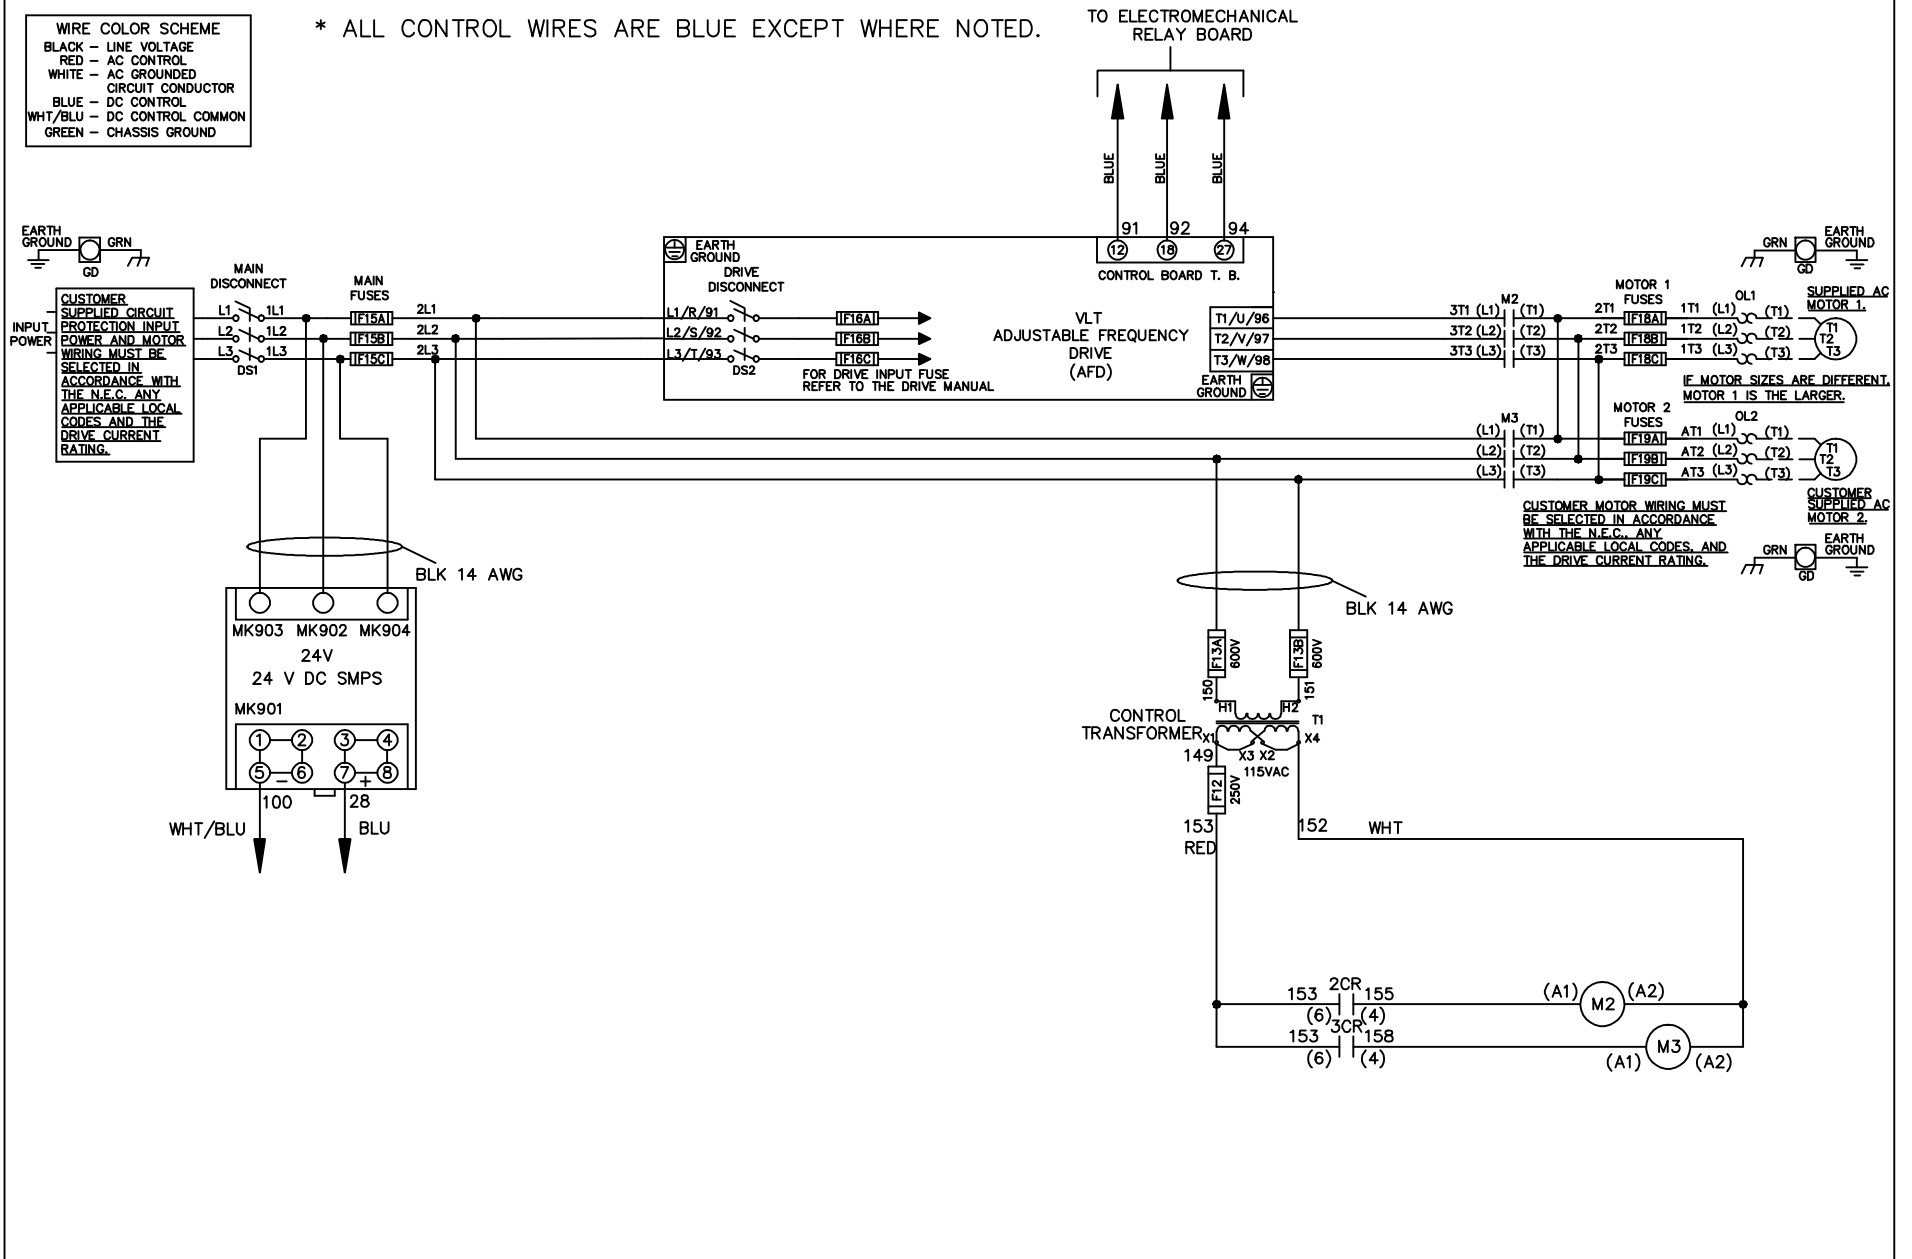 WIRE COLOR SCHEME
BLACK – LINE VOLTAGE
RED – AC CONTROL
WHITE – AC GROUNDED
CIRCUIT CONDUCTOR
BLUE – DC CONTROL
WHT/BLU – DC CONTROL COMMON
GREEN – CHASSIS GROUND
* ALL CONTROL WIRES ARE BLUE EXCEPT WHERE NOTED.
TO ELECTROMECHANICAL
RELAY BOARD
BLUE
BLUE
BLUE
91 92 94
12 18 27
CONTROL BOARD T. B.
EARTH
GROUND
GRN
GD
INPUT
POWER
CUSTOMER
SUPPLIED CIRCUIT
PROTECTION INPUT
POWER AND MOTOR
WIRING MUST BE
SELECTED IN
ACCORDANCE WITH
THE N.E.C. ANY
APPLICABLE LOCAL
CODES AND THE
DRIVE CURRENT
RATING.
MAIN
DISCONNECT
L1 1L1
L2 1L2
L3 1L3
DS1
MAIN
FUSES
F15A
F15B
F15C
2L1
2L2
2L3
EARTH
GROUND
DRIVE
DISCONNECT
L1/R/91
L2/S/92
L3/T/93
DS2
F16A
F16B
F16C
FOR DRIVE INPUT FUSE
REFER TO THE DRIVE MANUAL
VLT
ADJUSTABLE FREQUENCY
DRIVE
(AFD)
T1/U/96
T2/V/97
T3/W/98
EARTH
GROUND
M2
3T1 (L1) (T1)
3T2 (L2) (T2)
3T3 (L3) (T3)
2T1
2T2
2T3
MOTOR 1
FUSES
F18A
F18B
F18C
OL1
1T1 (L1) (T1)
1T2 (L2) (T2)
1T3 (L3) (T3)
GRN
EARTH
GROUND
GD
SUPPLIED AC
MOTOR 1.
T1
T2
T3
IF MOTOR SIZES ARE DIFFERENT,
MOTOR 1 IS THE LARGER.
M3
(L1) (T1)
(L2) (T2)
(L3) (T3)
MOTOR 2
FUSES
F19A
F19B
F19C
OL2
AT1 (L1) (T1)
AT2 (L2) (T2)
AT3 (L3) (T3)
T1
T2
T3
CUSTOMER
SUPPLIED AC
MOTOR 2.
CUSTOMER MOTOR WIRING MUST
BE SELECTED IN ACCORDANCE
WITH THE N.E.C., ANY
APPLICABLE LOCAL CODES, AND
THE DRIVE CURRENT RATING.
GRN
EARTH
GROUND
GD
BLK 14 AWG
MK903 MK902 MK904
24V
24 V DC SMPS
MK901
1 2 3 4
5 – 6 7 + 8
100 28
WHT/BLU BLU
BLK 14 AWG
F13A
600V
F13B
600V
150
151
H1 H2
T1
CONTROL
TRANSFORMER
X1 X3 X2 X4
149
115VAC
F12
250V
153
RED
152 WHT
2CR
153 155
(6) (4)
(A1) M2 (A2)
3CR
153 158
(6) (4)
(A1) M3 (A2)